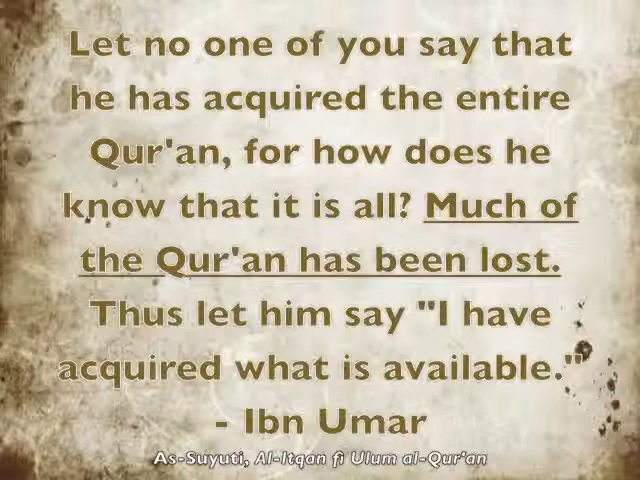 Let no one of you say that
he has acquired the entire
Qur'an, for how does he
know that it is all? Much of
the Qur'an has been lost.
Thus let him say "I have
acquired what is available."
- Ibn Umar
As-Suyuti, Al-Itqan fi Ulum al-Qur'an